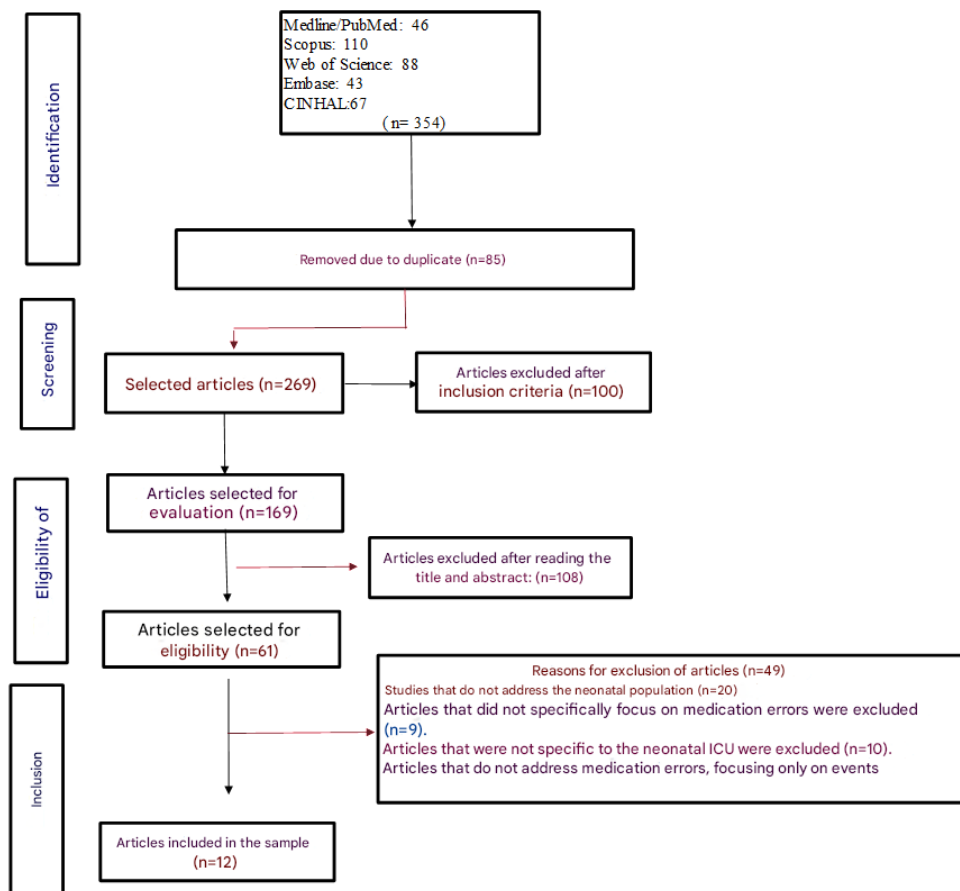 Identification
Medline/PubMed: 46
Scopus: 110
Web of Science: 88
Embase: 43
CINHAL:67
(n= 354)
Removed due to duplicate (n=85)
Screening
Selected articles (n=269)
Articles excluded after
inclusion criteria (n=100)
Eligibility of
Articles selected for
evaluation (n=169)
Articles excluded after reading the
title and abstract: (n=108)
Articles selected for
eligibility (n=61)
Inclusion
Reasons for exclusion of articles (n=49)
Studies that do not address the neonatal population (n=20)
Articles that did not specifically focus on medication errors were excluded
(n=9).
Articles that were not specific to the neonatal ICU were excluded (n=10).
Articles that do not address medication errors, focusing only on events
Articles included in the sample
(n=12)